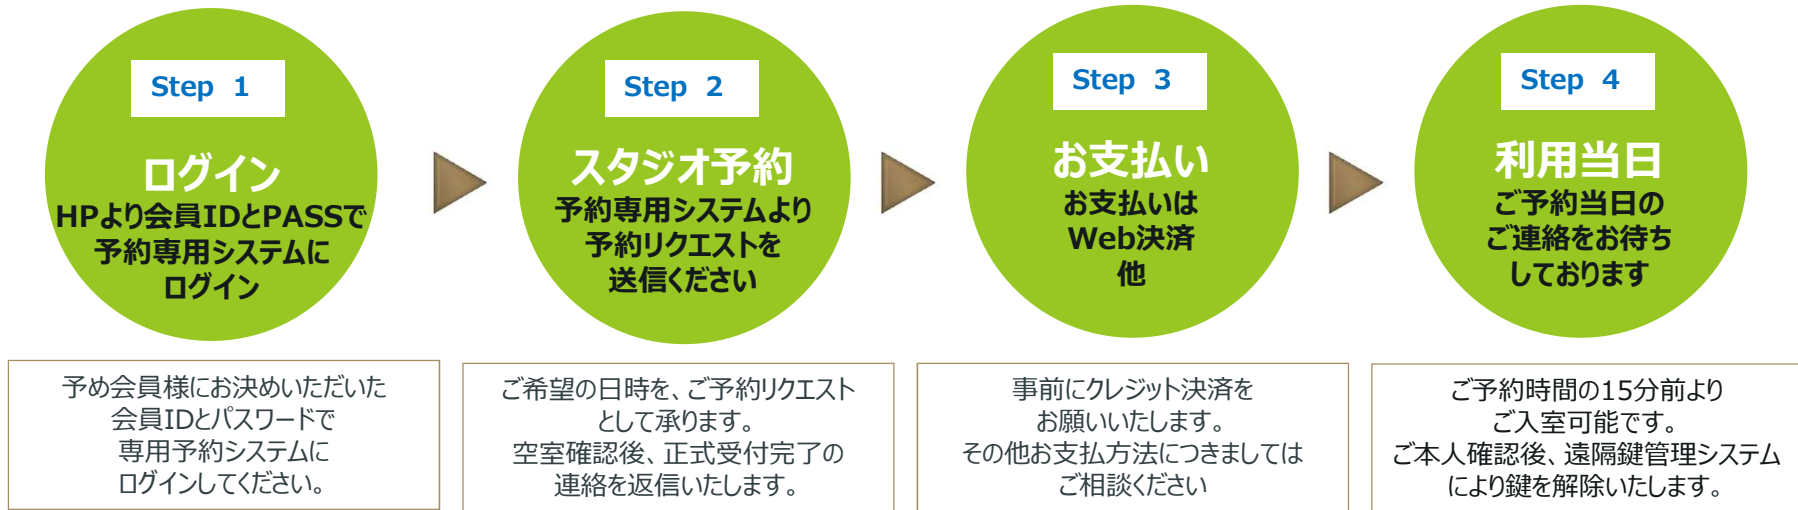 Step 1
ログイン
HPより会員IDとPASSで
予約専用システムに
ログイン
Step 2
スタジオ予約
予約専用システムより
予約リクエストを
送信ください
Step 3
お支払い
お支払いは
Web決済
他
Step 4
利用当日
ご予約当日の
ご連絡をお待ち
しております
予め会員様にお決めいただいた
会員IDとパスワードで
専用予約システムに
ログインしてください。
ご希望の日時を、ご予約リクエスト
として承ります。
空室確認後、正式受付完了の
連絡を返信いたします。
事前にクレジット決済を
お願いいたします。
その他お支払方法につきましては
ご相談ください
ご予約時間の15分前より
ご入室可能です。
ご本人確認後、遠隔鍵管理システム
により鍵を解除いたします。